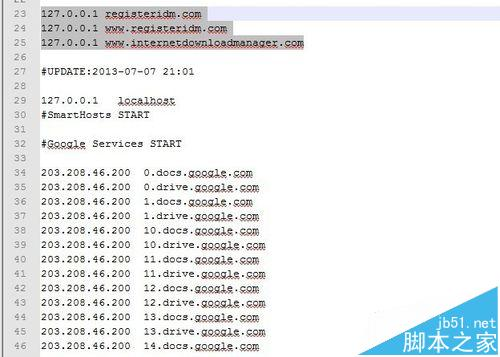 23 127.0.0.1 registeridm.com
24 127.0.0.1 www.registeridm.com
25 127.0.0.1 www.internetdownloadmanager.com
26
27 #UPDATE:2013-07-07 21:01
28
29 127.0.0.1 localhost
30 #SmartHosts START
31
32 #Google Services START
33
34 203.208.46.200 0.docs.google.com
35 203.208.46.200 0.drive.google.com
36 203.208.46.200 1.docs.google.com
37 203.208.46.200 1.drive.google.com
38 203.208.46.200 10.docs.google.com
39 203.208.46.200 10.drive.google.com
40 203.208.46.200 11.docs.google.com
41 203.208.46.200 11.drive.google.com
42 203.208.46.200 12.docs.google.com
43 203.208.46.200 12.drive.google.com
44 203.208.46.200 13.docs.google.com
45 203.208.46.200 13.drive.google.com
46 203.208.46.200 14.docs.google.com
jb51.net
脚本之家